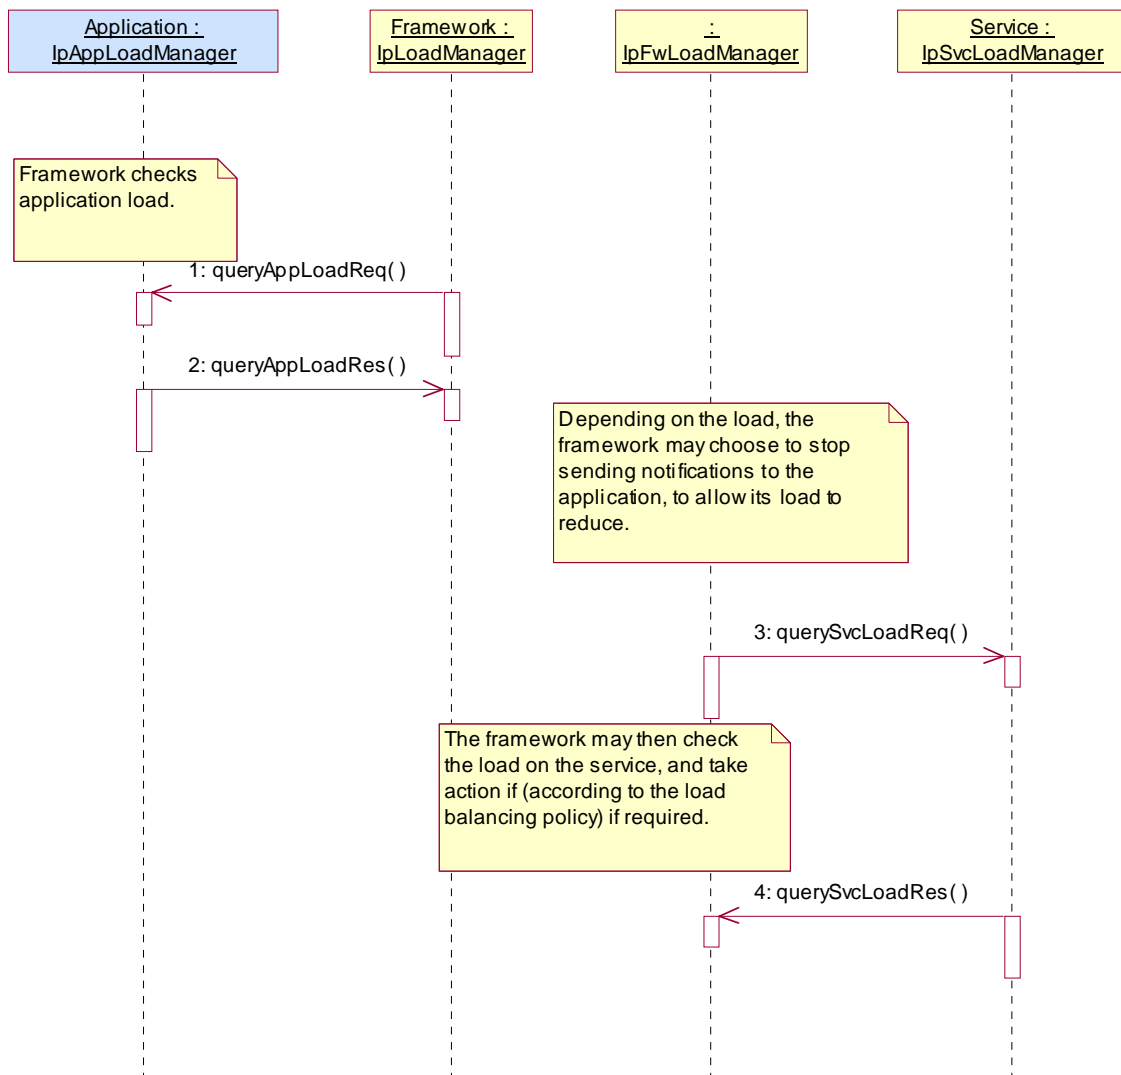 Application :
IpAppLoadManager
Framework :
IpLoadManager
:
IpFwLoadManager
Service :
IpSvcLoadManager
Framework checks
application load.
1: queryAppLoadReq( )
2: queryAppLoadRes( )
Depending on the load, the
framework may choose to stop
sending notifications to the
application, to allow its load to
reduce.
3: querySvcLoadReq( )
The framework may then check
the load on the service, and take
action if (according to the load
balancing policy) if required.
4: querySvcLoadRes( )